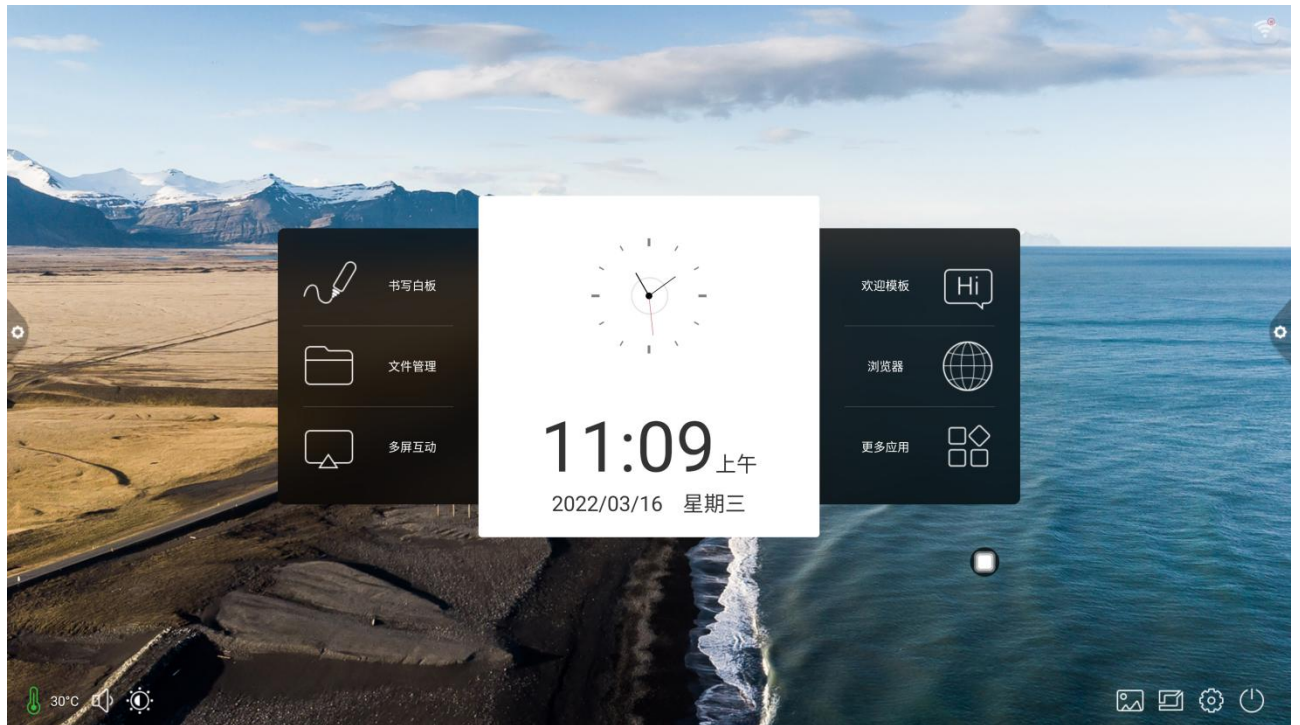 书写白板
文件管理
多屏互动
11:09上午
2022/03/16 星期三
欢迎模板
Hi
浏览器
更多应用
30°C